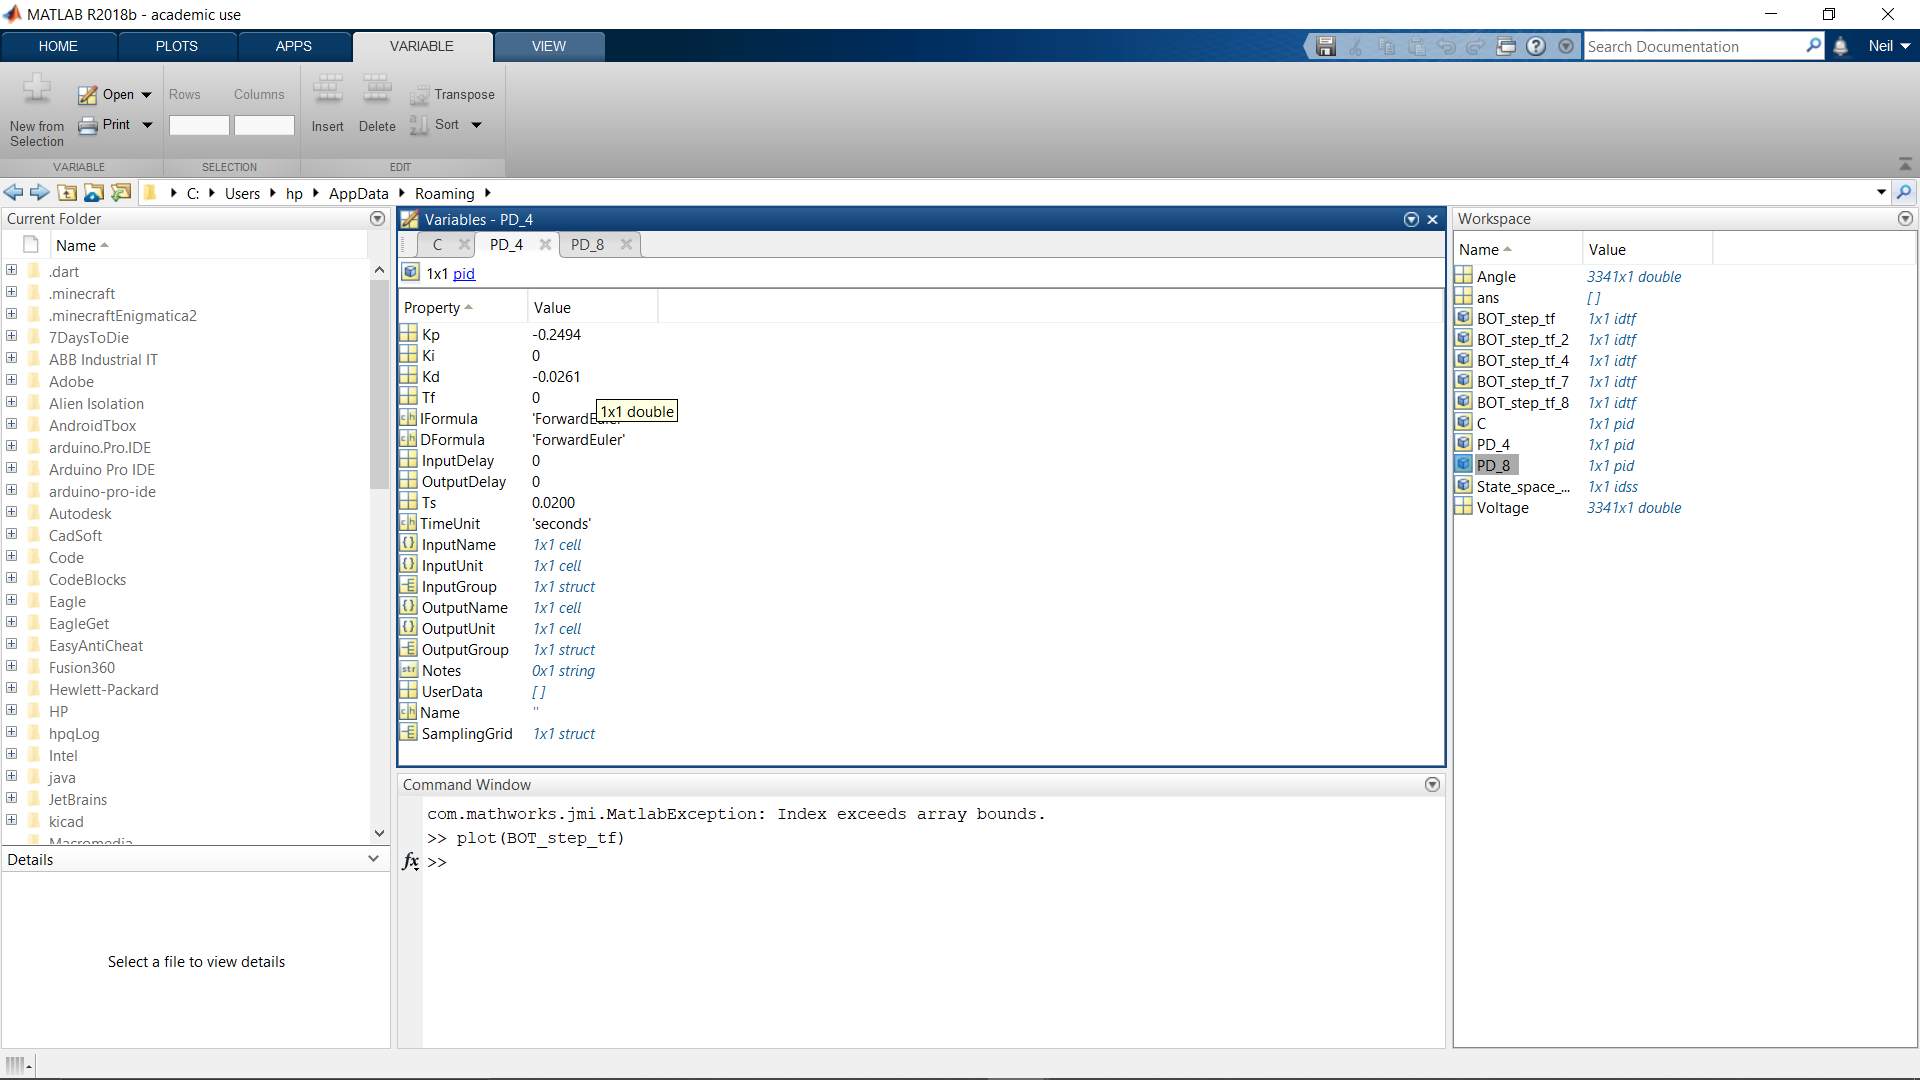 MATLAB R2018b - academic use
HOME PLOTS APPS VARIABLE VIEW
Search Documentation
Neil
New from Selection
Open
Print
Rows Columns
Insert
Delete
Transpose
Sort
VARIABLE SELECTION EDIT
C: Users hp AppData Roaming
Current Folder
Name
.dart
.minecraft
.minecraftEnigmatica2
7DaysToDie
ABB Industrial IT
Adobe
Alien Isolation
AndroidTbox
arduino.Pro.IDE
Arduino Pro IDE
arduino-pro-ide
Autodesk
CadSoft
Code
CodeBlocks
Eagle
EagleGet
EasyAntiCheat
Fusion360
Hewlett-Packard
HP
hpqLog
Intel
java
JetBrains
kicad
Macromedia
Details
Select a file to view details
Variables - PD_4
C PD_4 PD_8
1x1 pid
Property Value
Kp -0.2494
Ki 0
Kd -0.0261
Tf 0
1x1 double
IFormula 'ForwardEuler'
DFormula 'ForwardEuler'
InputDelay 0
OutputDelay 0
Ts 0.0200
TimeUnit 'seconds'
InputName 1x1 cell
InputUnit 1x1 cell
InputGroup 1x1 struct
OutputName 1x1 cell
OutputUnit 1x1 cell
OutputGroup 1x1 struct
Notes 0x1 string
UserData [ ]
Name ''
SamplingGrid 1x1 struct
Command Window
com.mathworks.jmi.MatlabException: Index exceeds array bounds.
>> plot(BOT_step_tf)
fx >>
Workspace
Name Value
Angle 3341x1 double
ans [ ]
BOT_step_tf 1x1 idtf
BOT_step_tf_2 1x1 idtf
BOT_step_tf_4 1x1 idtf
BOT_step_tf_7 1x1 idtf
BOT_step_tf_8 1x1 idtf
C 1x1 pid
PD_4 1x1 pid
PD_8 1x1 pid
State_space_... 1x1 idss
Voltage 3341x1 double